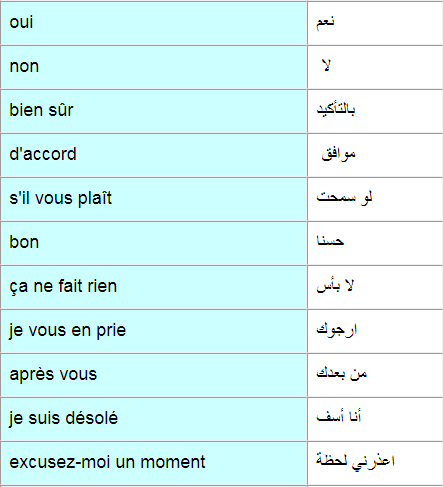 oui نعم
non لا
bien sûr بالتأكيد
d'accord موافق
s'il vous plaît لو سمحت
bon حسنا
ça ne fait rien لا بأس
je vous en prie ارجوك
après vous من بعدك
je suis désolé أنا أسف
excusez-moi un moment اعذرني لحظة